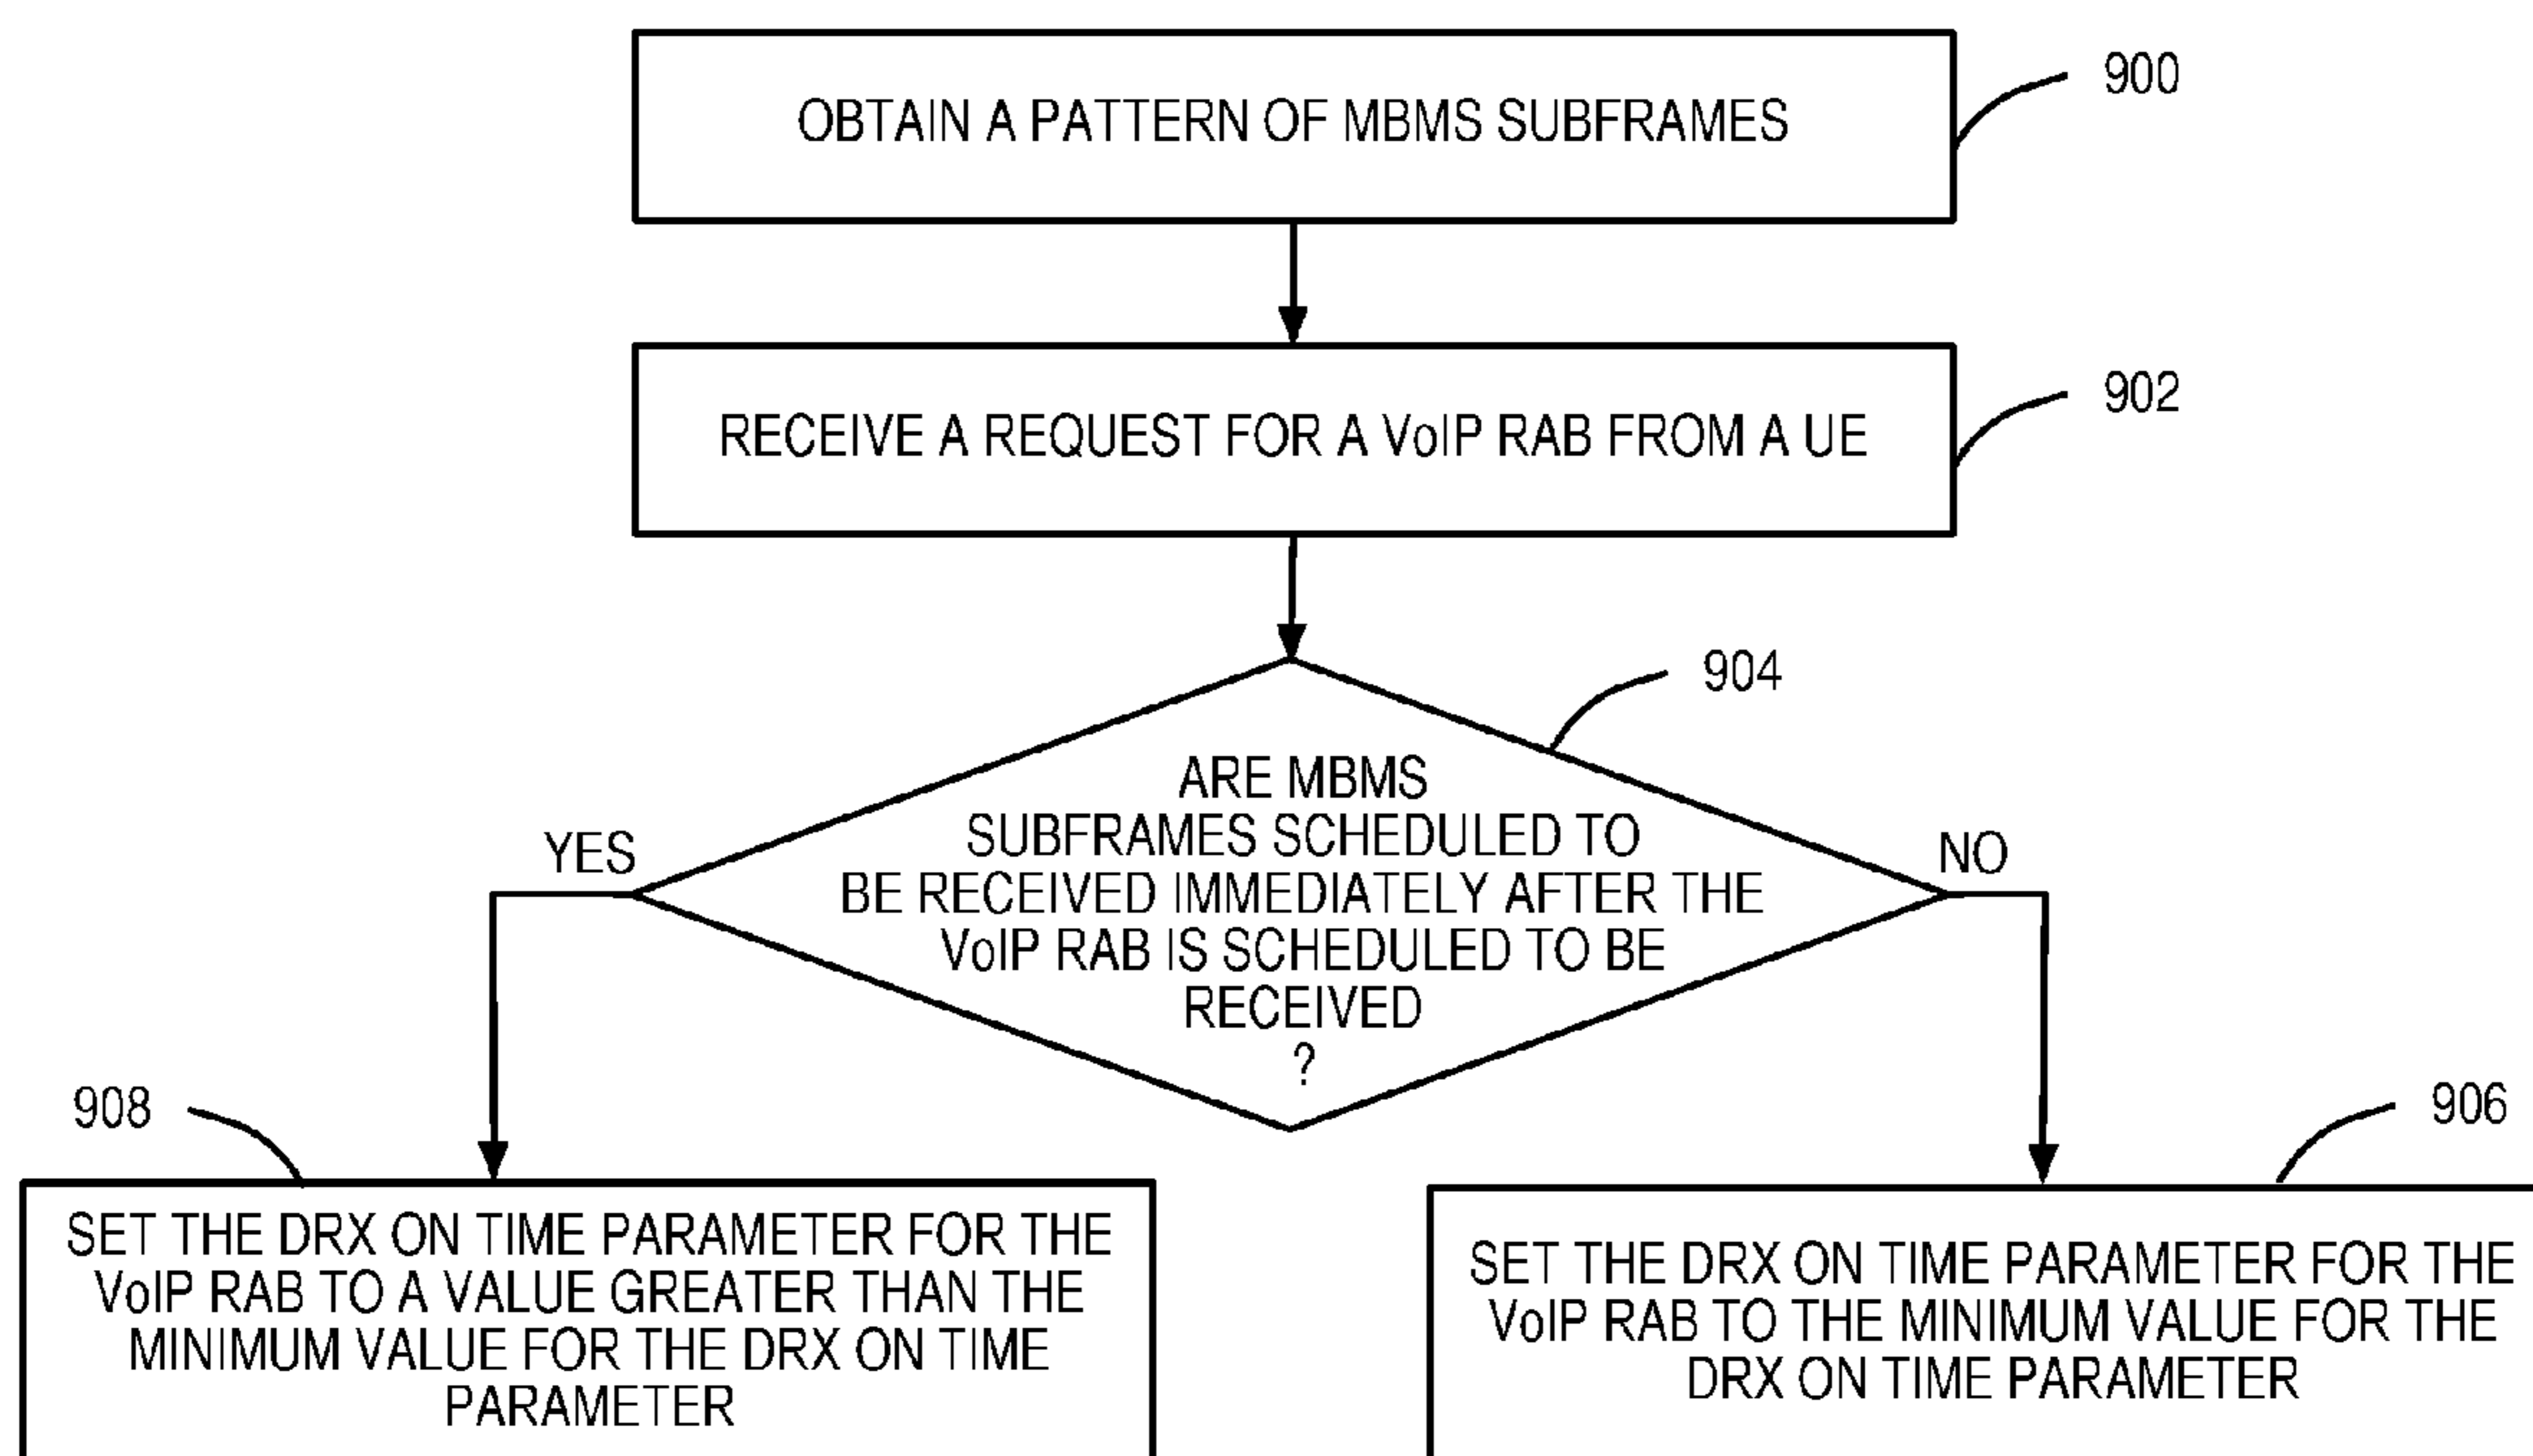 OBTAIN A PATTERN OF MBMS SUBFRAMES
900
RECEIVE A REQUEST FOR A VoIP RAB FROM A UE
902
904
ARE MBMS
SUBFRAMES SCHEDULED TO
BE RECEIVED IMMEDIATELY AFTER THE
VoIP RAB IS SCHEDULED TO BE
RECEIVED
?
YES
NO
908
SET THE DRX ON TIME PARAMETER FOR THE
VoIP RAB TO A VALUE GREATER THAN THE
MINIMUM VALUE FOR THE DRX ON TIME
PARAMETER
906
SET THE DRX ON TIME PARAMETER FOR THE
VoIP RAB TO THE MINIMUM VALUE FOR THE
DRX ON TIME PARAMETER